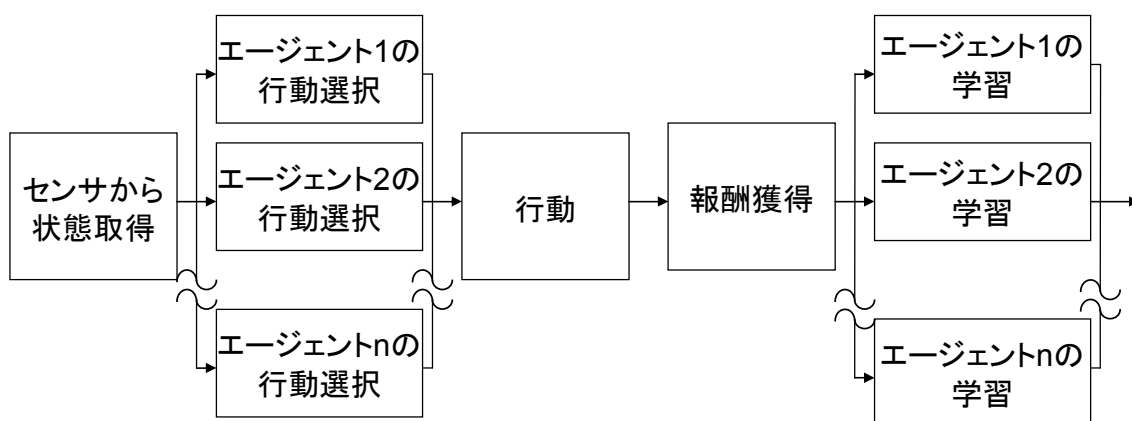 センサから
状態取得
エージェント1の
行動選択
エージェント2の
行動選択
エージェントnの
行動選択
行動
報酬獲得
エージェント1の
学習
エージェント2の
学習
エージェントnの
学習